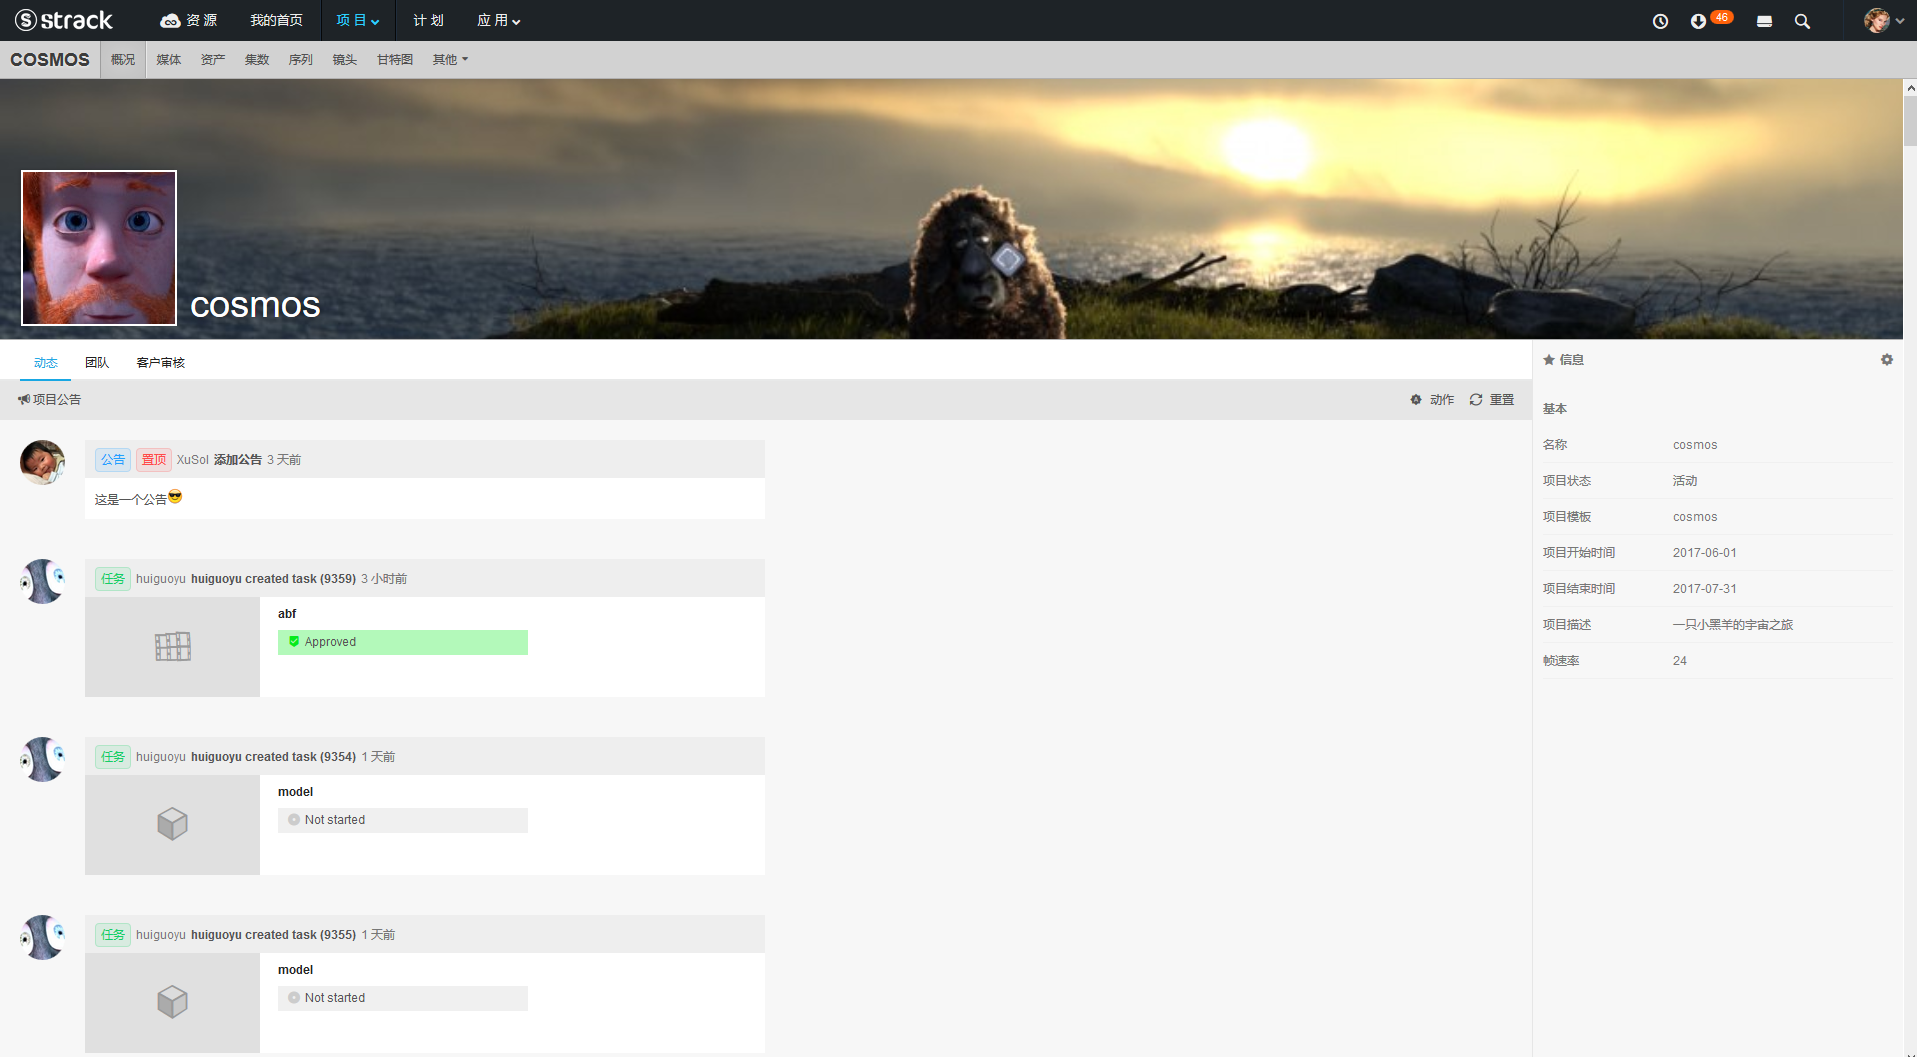 strack 资 源 我的首页 项 目 计 划 应 用 46
COSMOS 概况 媒体 资产 集数 序列 镜头 甘特图 其他
cosmos
动态 团队 客户审核
信息
项目公告 动作 重置
基本
名称 cosmos
项目状态 活动
项目模板 cosmos
项目开始时间 2017-06-01
项目结束时间 2017-07-31
项目描述 一只小黑羊的宇宙之旅
帧速率 24
公告 置顶 XuSol 添加公告 3 天前
这是一个公告😎
任务 huiguoyu huiguoyu created task (9359) 3 小时前
abf
Approved
任务 huiguoyu huiguoyu created task (9354) 1 天前
model
Not started
任务 huiguoyu huiguoyu created task (9355) 1 天前
model
Not started